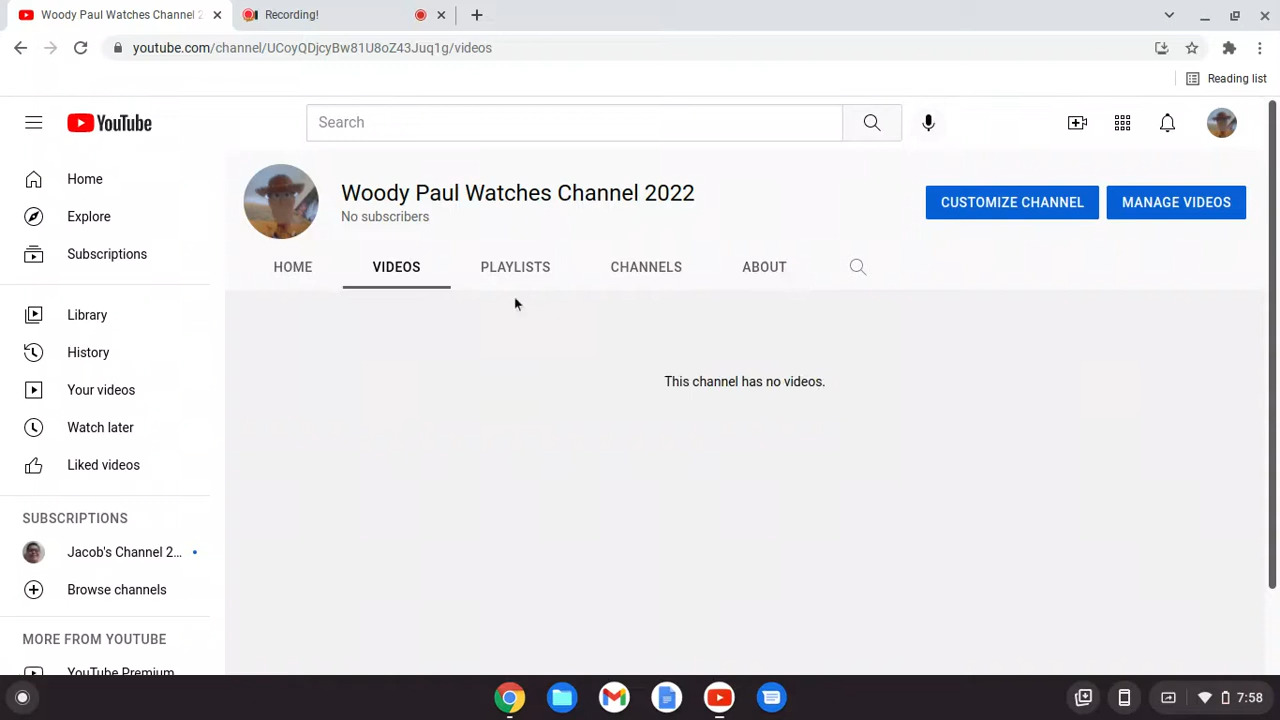 Woody Paul Watches Channel 2
Recording!
youtube.com/channel/UCoyQDjcyBw81U8oZ43Juq1g/videos
Reading list
YouTube
Search
Home
Explore
Subscriptions
Library
History
Your videos
Watch later
Liked videos
SUBSCRIPTIONS
Jacob's Channel 2...
Browse channels
MORE FROM YOUTUBE
YouTube Premium
Woody Paul Watches Channel 2022
No subscribers
CUSTOMIZE CHANNEL
MANAGE VIDEOS
HOME
VIDEOS
PLAYLISTS
CHANNELS
ABOUT
This channel has no videos.
7:58